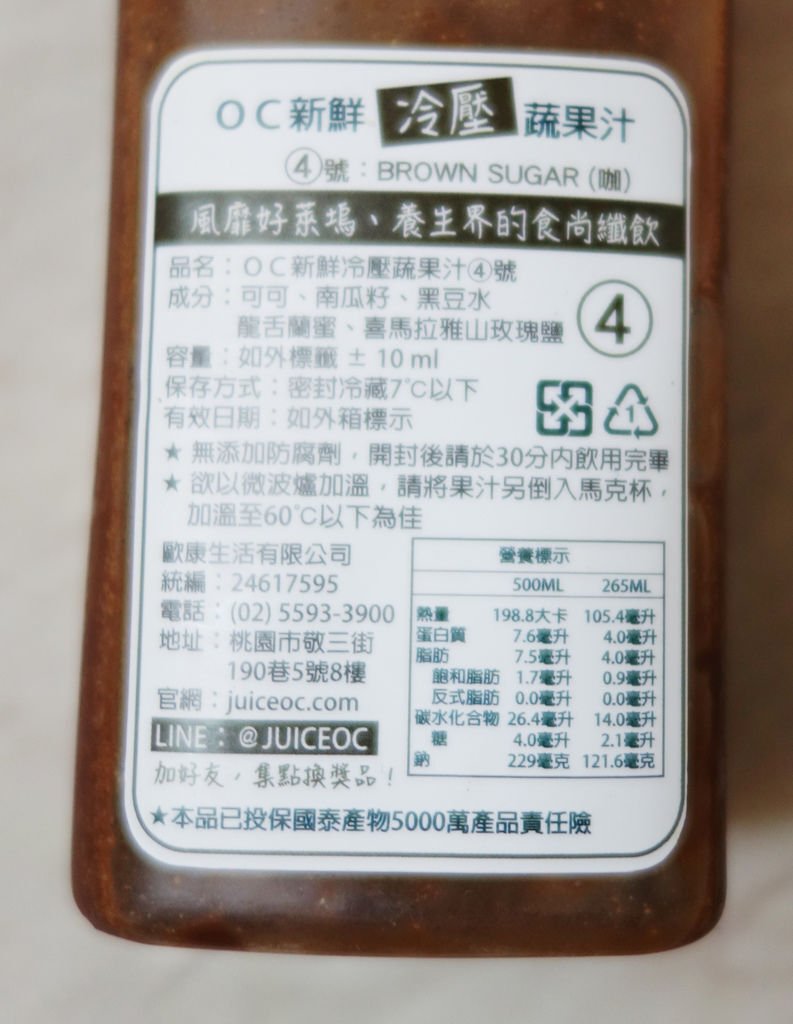 OC新鮮 冷壓 蔬果汁
④號：BROWN SUGAR (咖)
風靡好萊塢、養生界的食尚纖飲
品名：OC新鮮冷壓蔬果汁④號
成分：可可、南瓜籽、黑豆水
龍舌蘭蜜、喜馬拉雅山玫瑰鹽
④
容量：如外標籤 ± 10 ml
保存方式：密封冷藏7°C以下
有效日期：如外箱標示
1
★ 無添加防腐劑，開封後請於30分內飲用完畢
★ 欲以微波爐加溫，請將果汁另倒入馬克杯，
加溫至60°C以下為佳
歐康生活有限公司
統編：24617595
電話：(02) 5593-3900
地址：桃園市敬三街
190巷5號8樓
官網：juiceoc.com
LINE：@JUICEOC
加好友，集點換獎品！
營養標示
500ML 265ML
熱量 198.8大卡 105.4毫升
蛋白質 7.6毫升 4.0毫升
脂肪 7.5毫升 4.0毫升
飽和脂肪 1.7毫升 0.9毫升
反式脂肪 0.0毫升 0.0毫升
碳水化合物 26.4毫升 14.0毫升
糖 4.0毫升 2.1毫升
鈉 229毫克 121.6毫克
★本品已投保國泰產物5000萬產品責任險